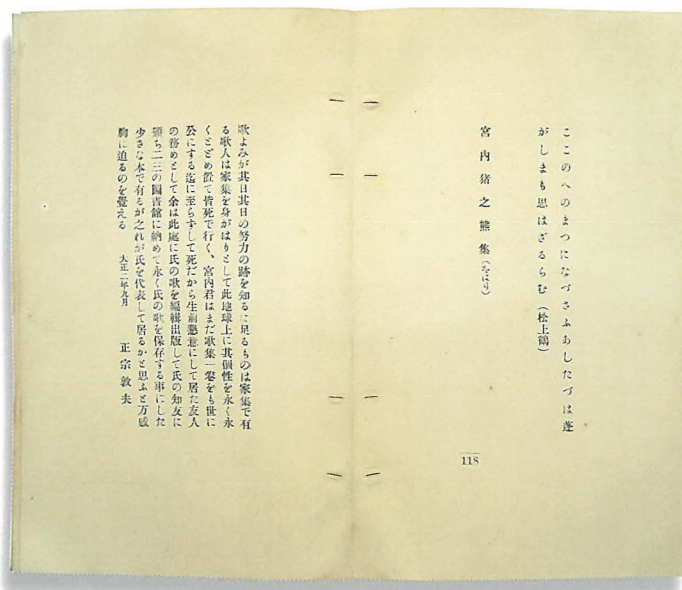 ここのへのまつになづさふあしたづは蓬
がしまも思はざるらむ(松上鶴)
宮内猪之熊集(をはり)
118
歌よみが其日其日の努力の跡を知るに足るものは家集で有
る歌人は家集を身がはりとして此地球上に其個性を永く永
くとどめ置て皆死で行く、宮内君はまだ歌集一巻をも世に
公にする迄に至らずして死だから生前懇意にして居た友人
の務めとして余は此處に氏の歌を編輯出版して氏の知友に
頒ち二三の圖書館に納めて永く氏の歌を保存する事にした
少さな本で有るが之れが氏を代表して居るかと思ふと万感
胸に迫るのを覺える 大正二年九月 正宗敦夫